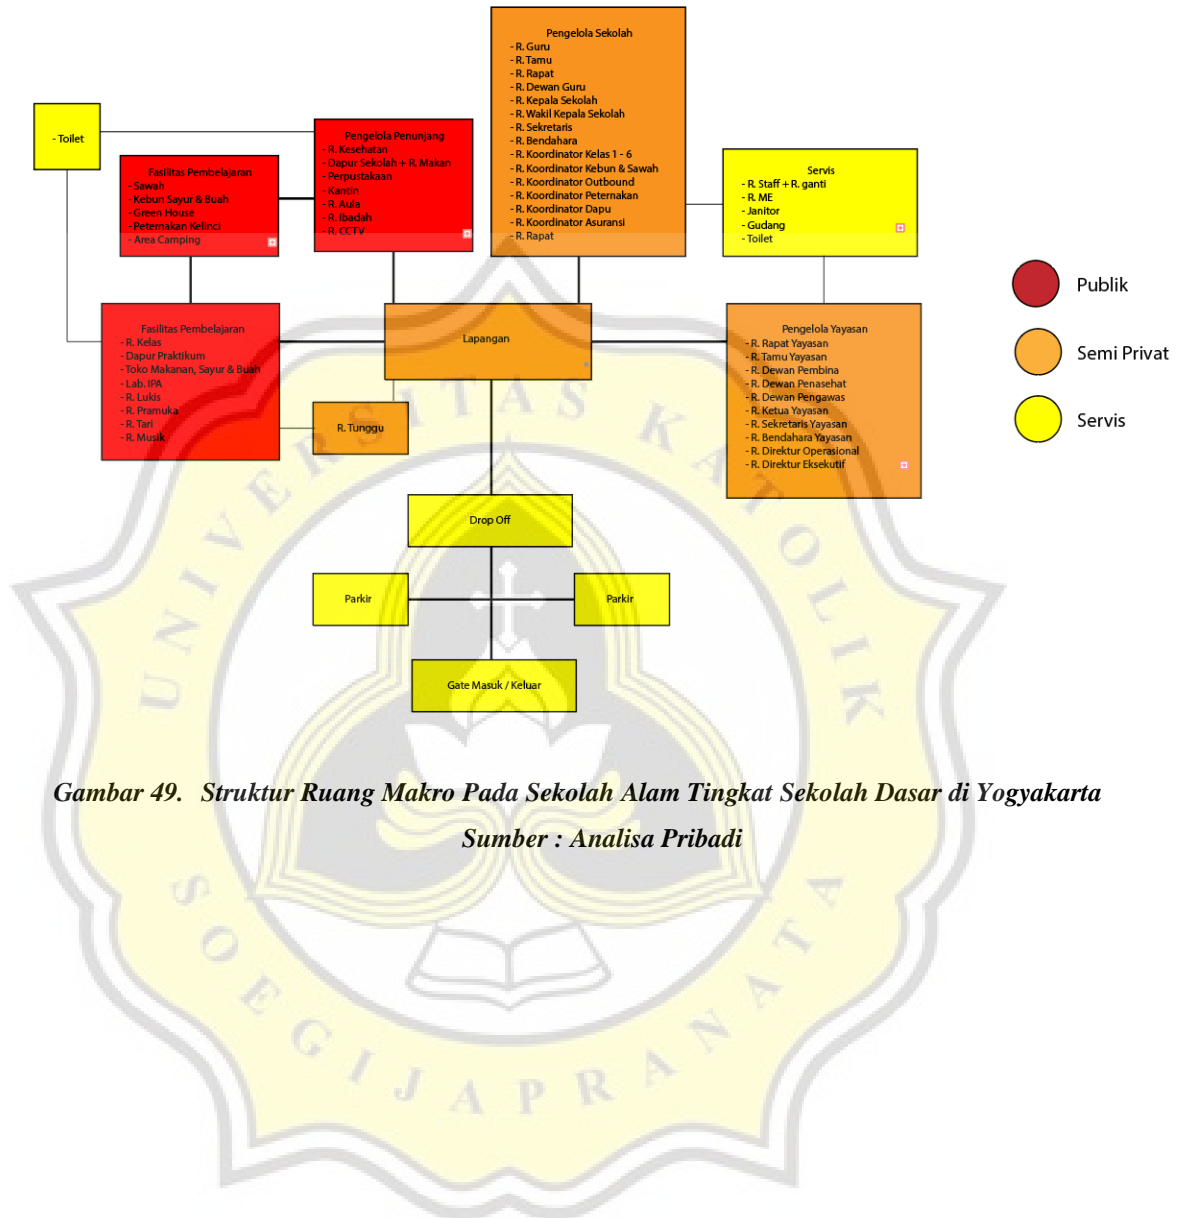 - Toilet
Fasilitas Pembelajaran
- Sawah
- Kebun Sayur & Buah
- Green House
- Peternakan Kelinci
- Area Camping
Pengelola Penunjang
- R. Kesehatan
- Dapur Sekolah + R. Makan
- Perpustakaan
- Kantin
- R. Aula
- R. Ibadah
- R. CCTV
Pengelola Sekolah
- R. Guru
- R. Tamu
- R. Rapat
- R. Dewan Guru
- R. Kepala Sekolah
- R. Wakil Kepala Sekolah
- R. Sekretaris
- R. Bendahara
- R. Koordinator Kelas 1 - 6
- R. Koordinator Kebun & Sawah
- R. Koordinator Outbound
- R. Koordinator Peternakan
- R. Koordinator Dapu
- R. Koordinator Asuransi
- R. Rapat
Servis
- R. Staff + R. ganti
- R. ME
- Janitor
- Gudang
- Toilet
Fasilitas Pembelajaran
- R. Kelas
- Dapur Praktikum
- Toko Makanan, Sayur & Buah
- Lab. IPA
- R. Lukis
- R. Pramuka
- R. Tari
- R. Musik
Lapangan
R. Tunggu
Pengelola Yayasan
- R. Rapat Yayasan
- R. Tamu Yayasan
- R. Dewan Pembina
- R. Dewan Penasehat
- R. Dewan Pengawas
- R. Ketua Yayasan
- R. Sekretaris Yayasan
- R. Bendahara Yayasan
- R. Direktur Operasional
- R. Direktur Eksekutif
Publik
Semi Privat
Servis
Drop Off
Parkir
Parkir
Gate Masuk / Keluar
Gambar 49. Struktur Ruang Makro Pada Sekolah Alam Tingkat Sekolah Dasar di Yogyakarta
Sumber : Analisa Pribadi
UNIVERSITAS KATOLIK
SOEGIJAPRANATA